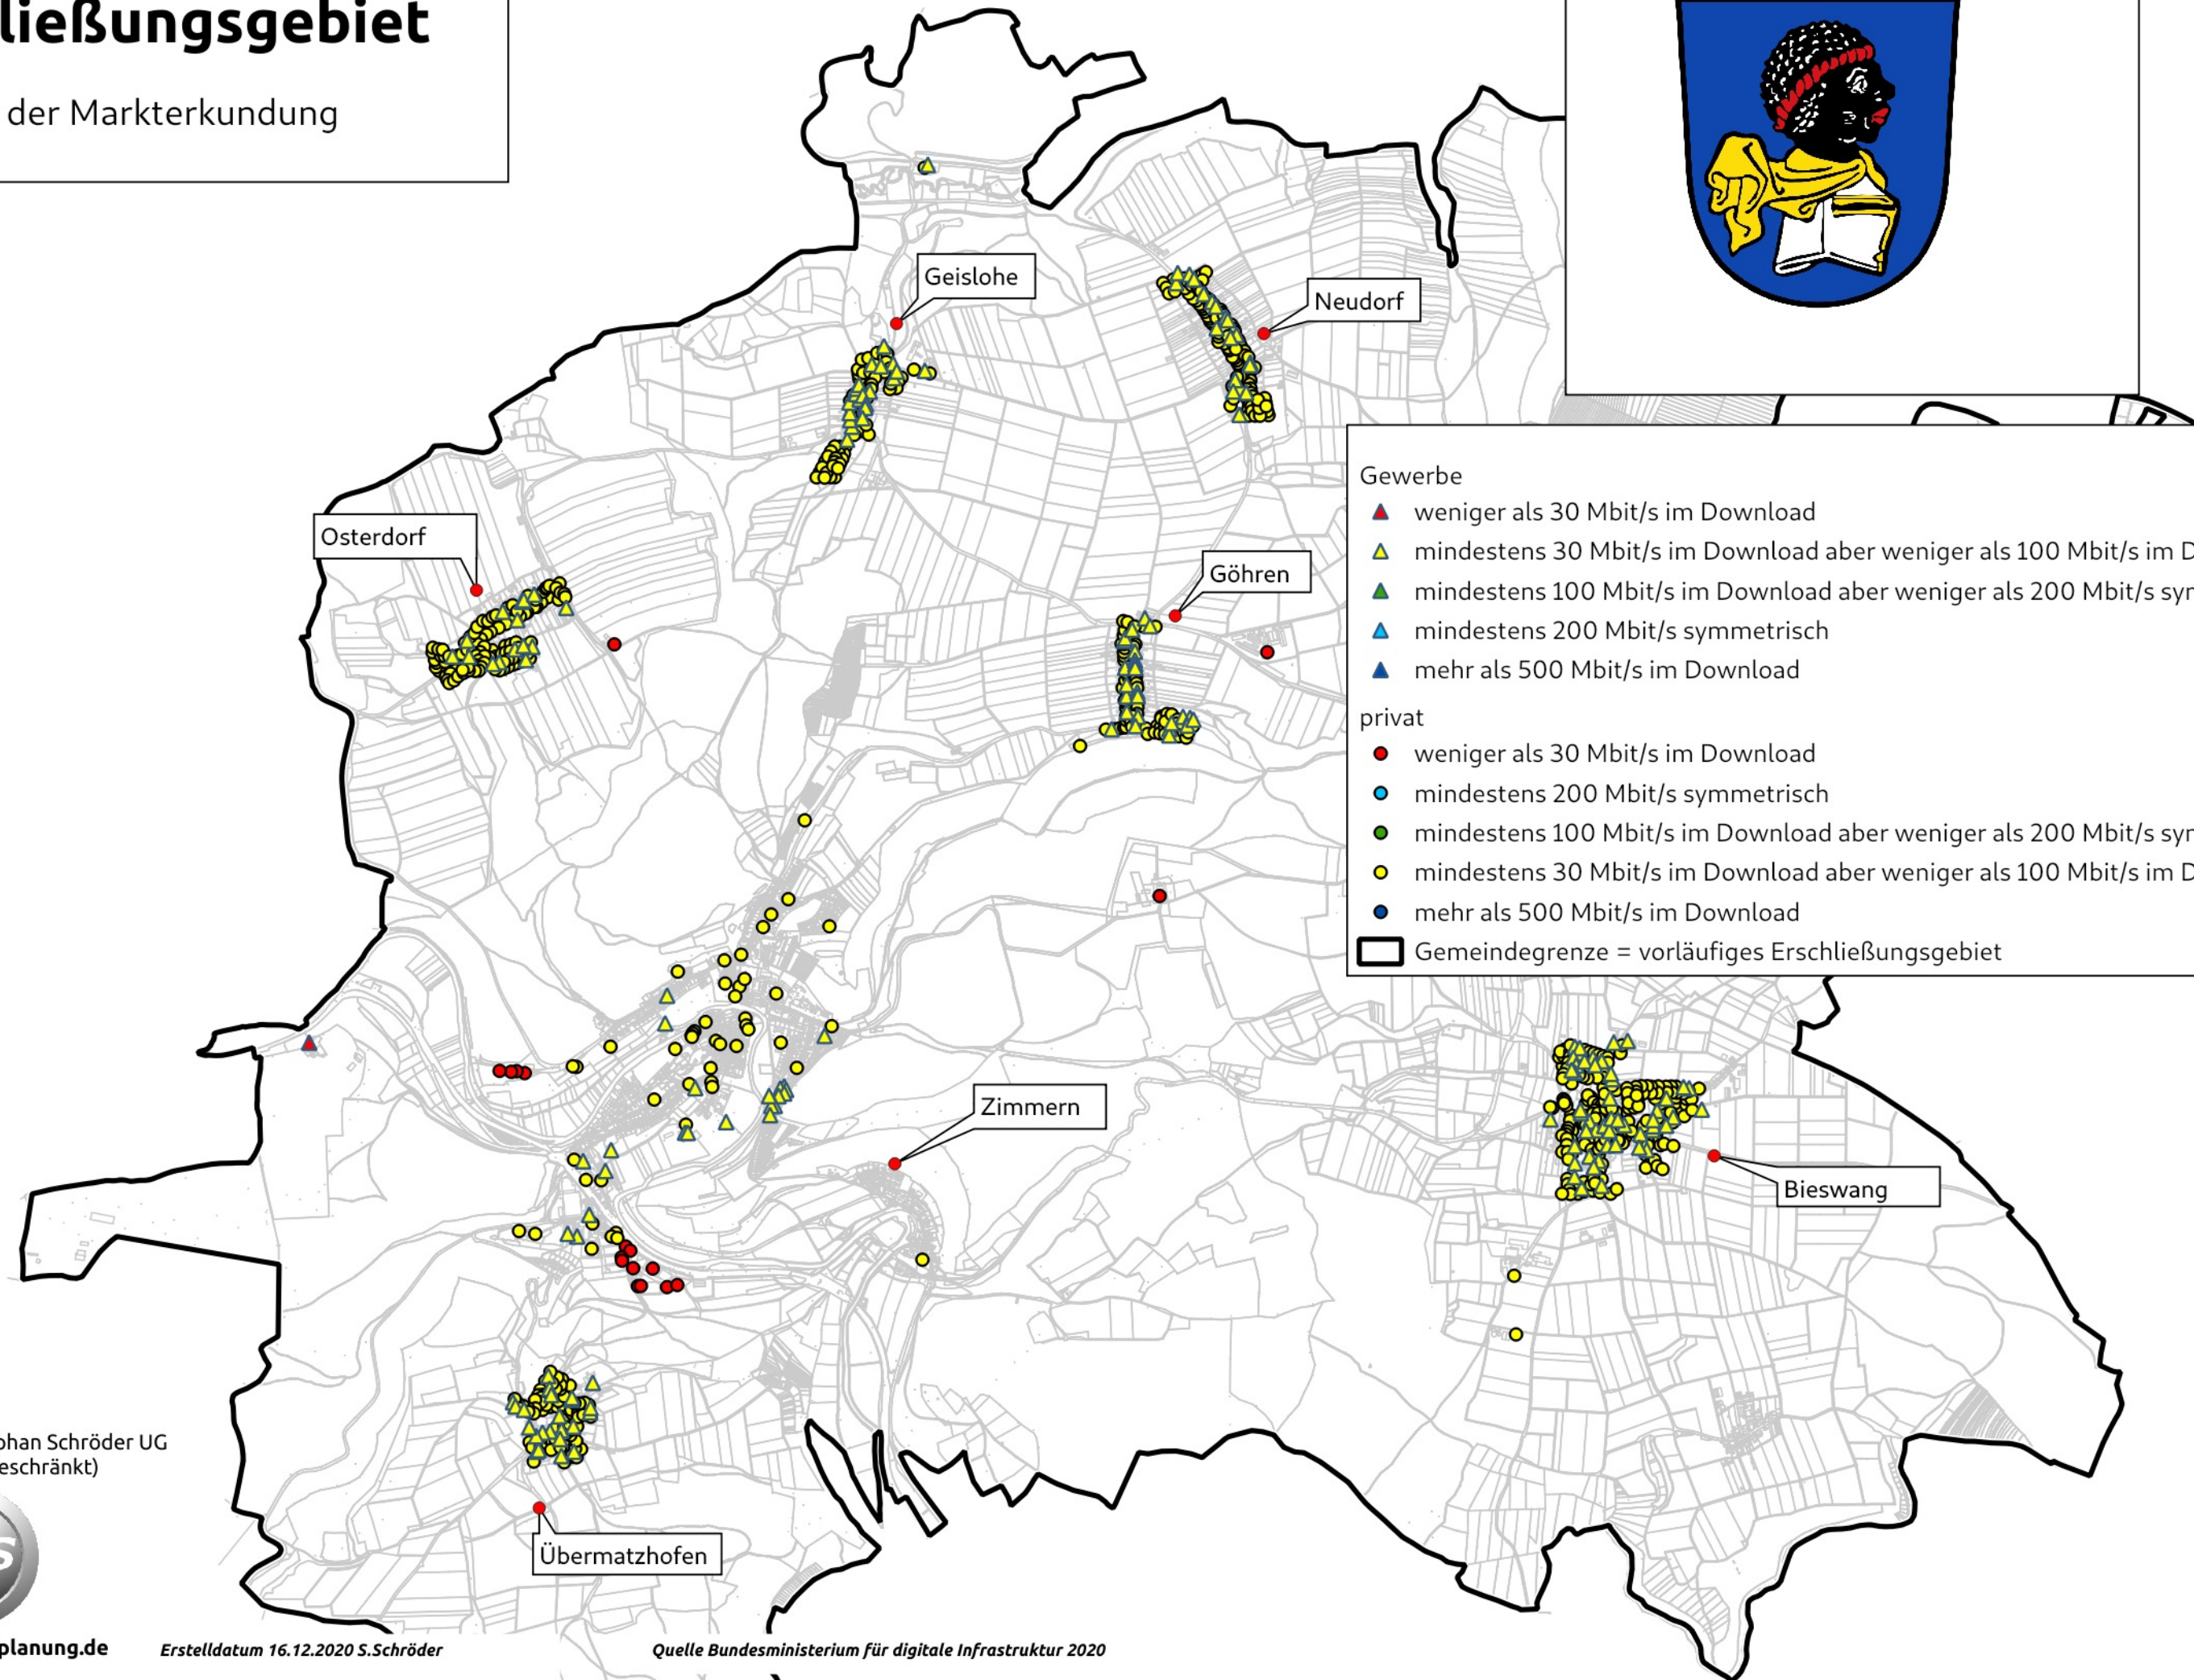 ließungsgebiet
der Markterkundung
Geislohe
Neudorf
Gewerbe
weniger als 30 Mbit/s im Download
mindestens 30 Mbit/s im Download aber weniger als 100 Mbit/s im D
mindestens 100 Mbit/s im Download aber weniger als 200 Mbit/s syr
mindestens 200 Mbit/s symmetrisch
mehr als 500 Mbit/s im Download
privat
weniger als 30 Mbit/s im Download
mindestens 200 Mbit/s symmetrisch
mindestens 100 Mbit/s im Download aber weniger als 200 Mbit/s syr
mindestens 30 Mbit/s im Download aber weniger als 100 Mbit/s im D
mehr als 500 Mbit/s im Download
Gemeindegrenze = vorläufiges Erschließungsgebiet
Osterdorf
Göhren
Zimmern
Bieswang
Übermatzhofen
phan Schröder UG
eschränkt)
S
planung.de
Erstelldatum 16.12.2020 S.Schröder
Quelle Bundesministerium für digitale Infrastruktur 2020